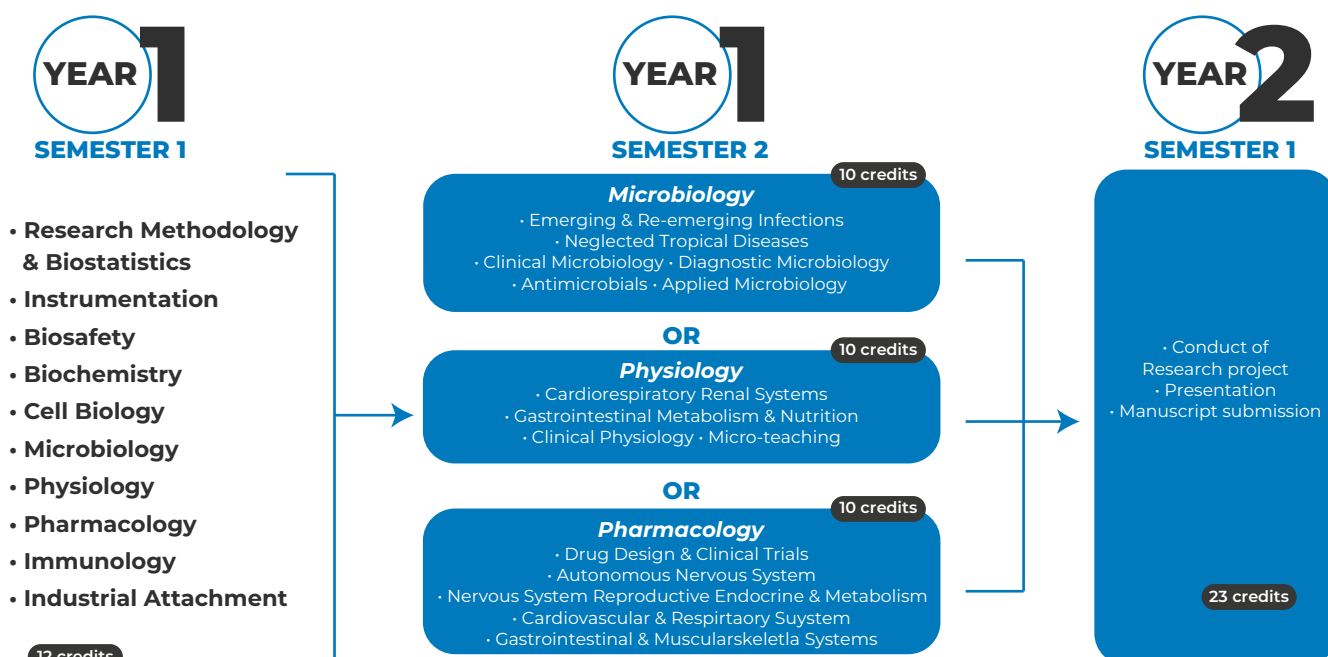 YEAR 1
SEMESTER 1
• Research Methodology
& Biostatistics
• Instrumentation
• Biosafety
• Biochemistry
• Cell Biology
• Microbiology
• Physiology
• Pharmacology
• Immunology
• Industrial Attachment
12 credits
YEAR 1
SEMESTER 2
10 credits
Microbiology
• Emerging & Re-emerging Infections
• Neglected Tropical Diseases
• Clinical Microbiology • Diagnostic Microbiology
• Antimicrobials • Applied Microbiology
OR
10 credits
Physiology
• Cardiorespiratory Renal Systems
• Gastrointestinal Metabolism & Nutrition
• Clinical Physiology • Micro-teaching
OR
10 credits
Pharmacology
• Drug Design & Clinical Trials
• Autonomous Nervous System
• Nervous System Reproductive Endocrine & Metabolism
• Cardiovascular & Respirtaory Suystem
• Gastrointestinal & Muscularskeletla Systems
YEAR 2
SEMESTER 1
• Conduct of
Research project
• Presentation
• Manuscript submission
23 credits